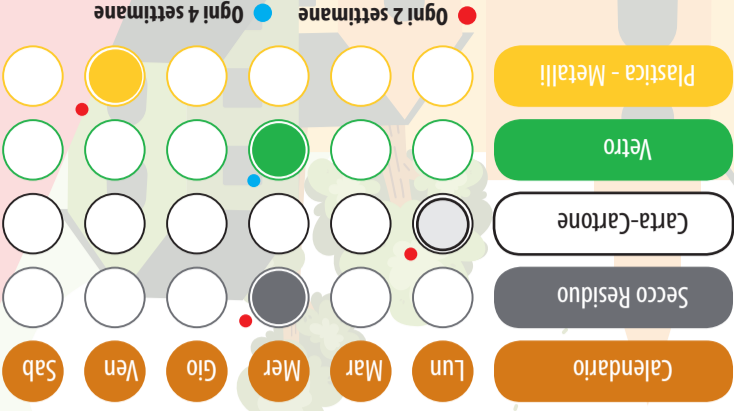 Calendario Lun Mar Mer Gio Ven Sab
Secco Residuo
Carta-Cartone
Vetro
Plastica - Metalli
Ogni 2 settimane Ogni 4 settimane